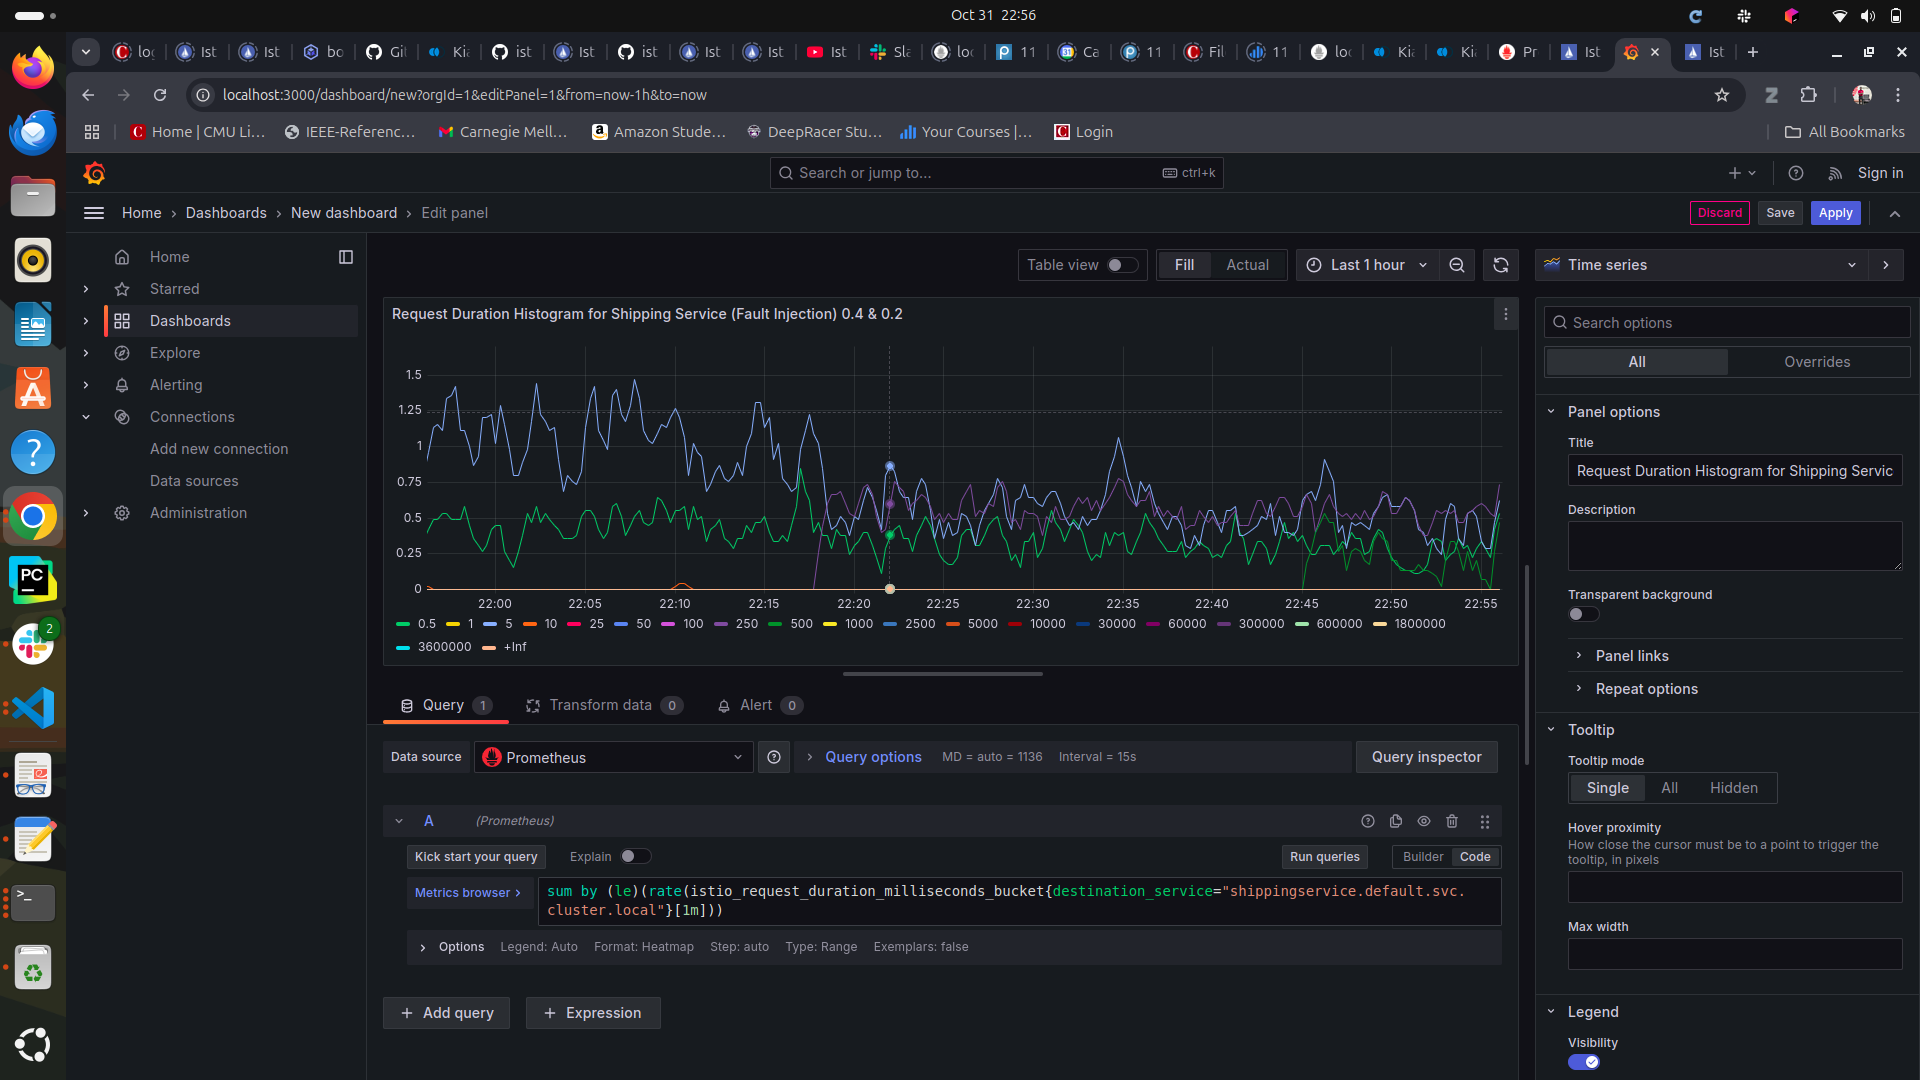 Oct 31 22:56
loc
Ist
Ist
bo
Git
Kia
ist
Ist
ist
Ist
Ist
Ist
Sla
loc
11
Ca
11
Fil
11
loc
Kia
Kia
Pr
Ist
Ist
localhost:3000/dashboard/new?orgId=1&editPanel=1&from=now-1h&to=now
Home | CMU Li…
IEEE-Referenc…
Carnegie Mell…
Amazon Stude…
DeepRacer Stu…
Your Courses |…
Login
All Bookmarks
Search or jump to...
ctrl+k
Sign in
Home › Dashboards › New dashboard › Edit panel
Discard
Save
Apply
Home
Starred
Dashboards
Explore
Alerting
Connections
Add new connection
Data sources
Administration
Table view
Fill
Actual
Last 1 hour
Time series
Request Duration Histogram for Shipping Service (Fault Injection) 0.4 & 0.2
1.5
1.25
1
0.75
0.5
0.25
0
22:00 22:05 22:10 22:15 22:20 22:25 22:30 22:35 22:40 22:45 22:50 22:55
0.5 1 5 10 25 50 100 250 500 1000 2500 5000 10000 30000 60000 300000 600000 1800000
3600000 +Inf
Query 1
Transform data 0
Alert 0
Data source
Prometheus
Query options
MD = auto = 1136
Interval = 15s
Query inspector
A
(Prometheus)
Kick start your query
Explain
Run queries
Builder
Code
Metrics browser >
sum by (le)(rate(istio_request_duration_milliseconds_bucket{destination_service="shippingservice.default.svc.
cluster.local"}[1m]))
Options
Legend: Auto
Format: Heatmap
Step: auto
Type: Range
Exemplars: false
+ Add query
+ Expression
Search options
All
Overrides
Panel options
Title
Request Duration Histogram for Shipping Servic
Description
Transparent background
Panel links
Repeat options
Tooltip
Tooltip mode
Single
All
Hidden
Hover proximity
How close the cursor must be to a point to trigger the
tooltip, in pixels
Max width
Legend
Visibility
PC
2